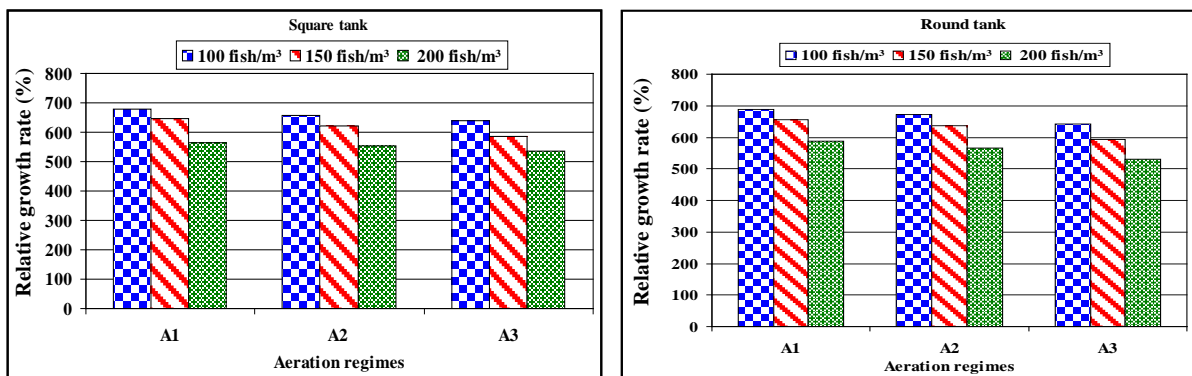 Square tank
100 fish/m³ 150 fish/m³ 200 fish/m³
Relative growth rate (%)
800
700
600
500
400
300
200
100
0
A1 A2 A3
Aeration regimes
Round tank
100 fish/m³ 150 fish/m³ 200 fish/m³
Relative growth rate (%)
800
700
600
500
400
300
200
100
0
A1 A2 A3
Aeration regimes